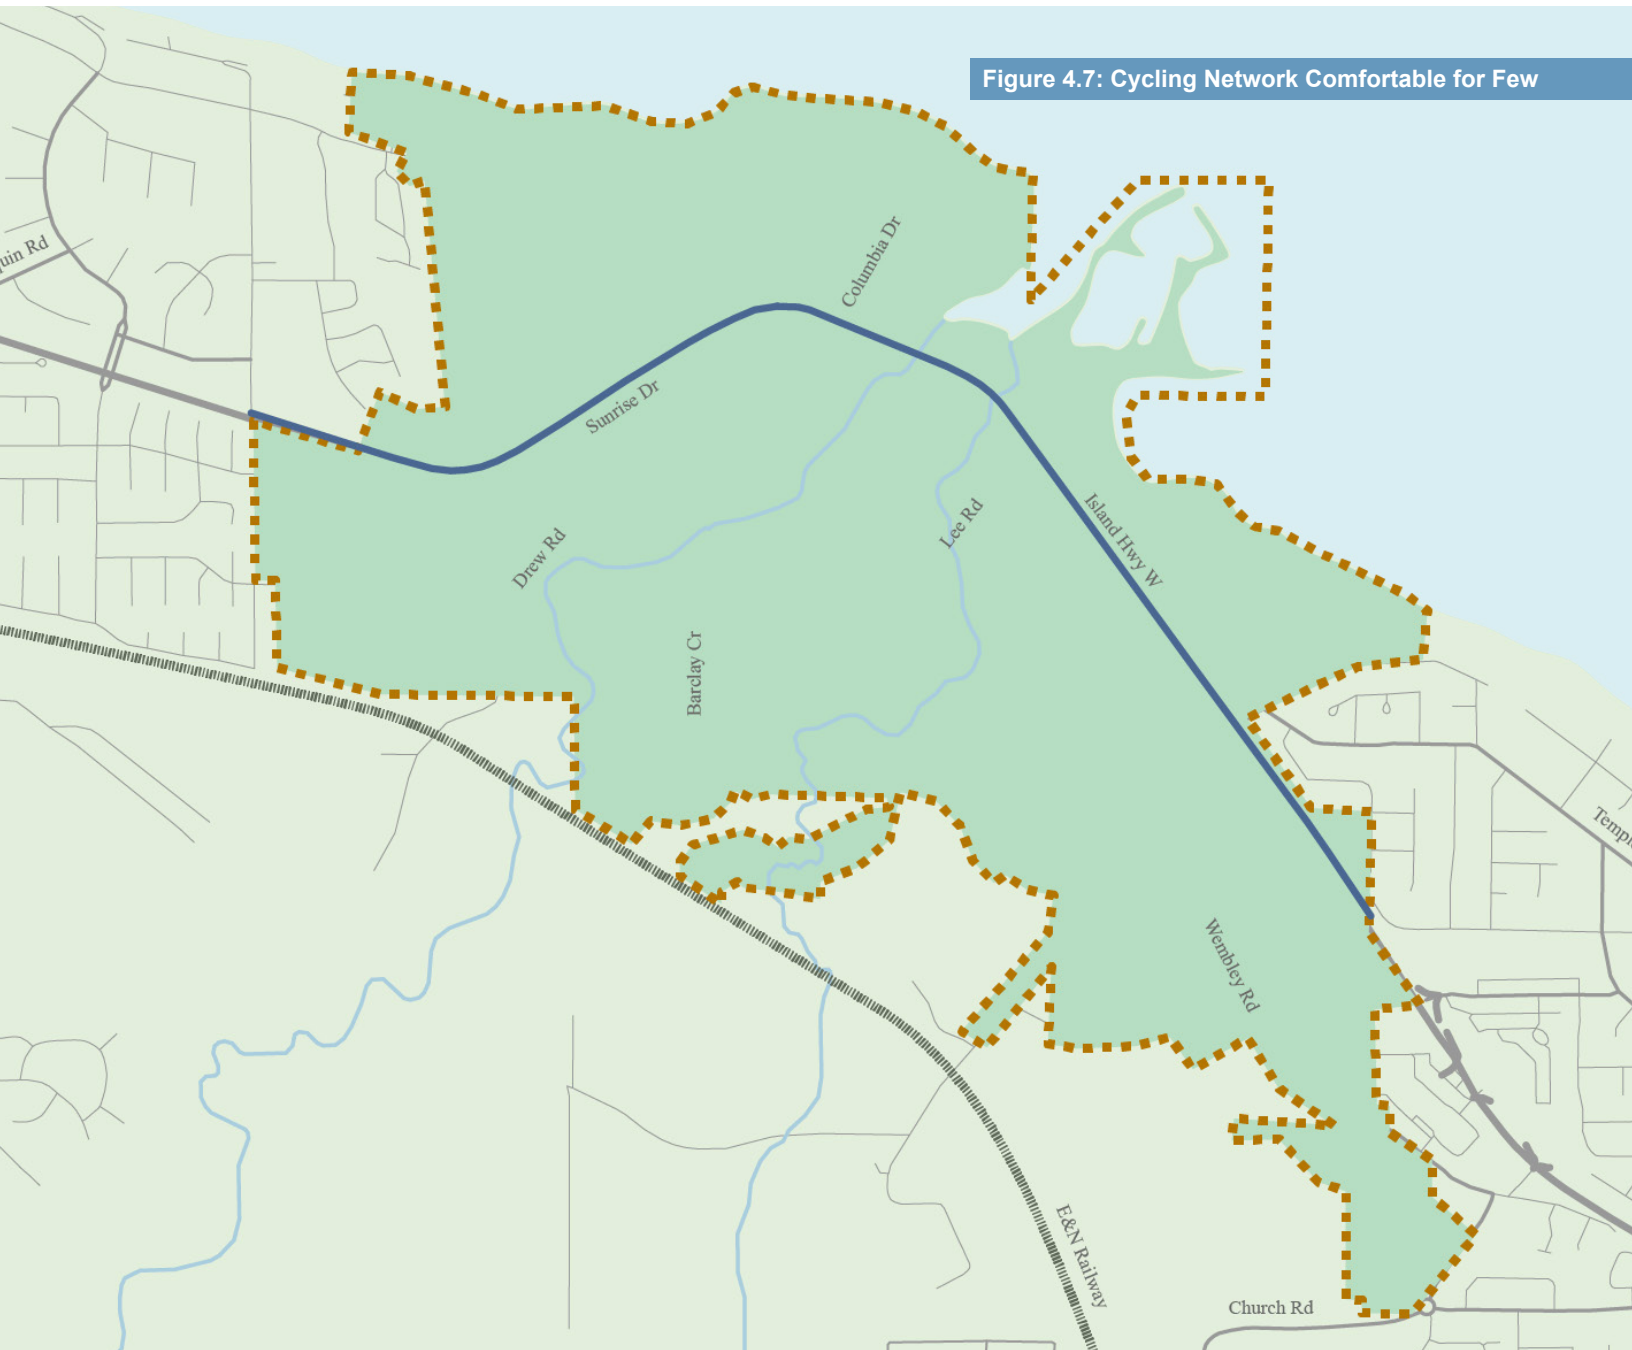 Figure 4.7: Cycling Network Comfortable for Few
Columbia Dr
Sunrise Dr
Island Hwy W
Lee Rd
Drew Rd
Barclay Cr
Wembley Rd
E&N Railway
Church Rd